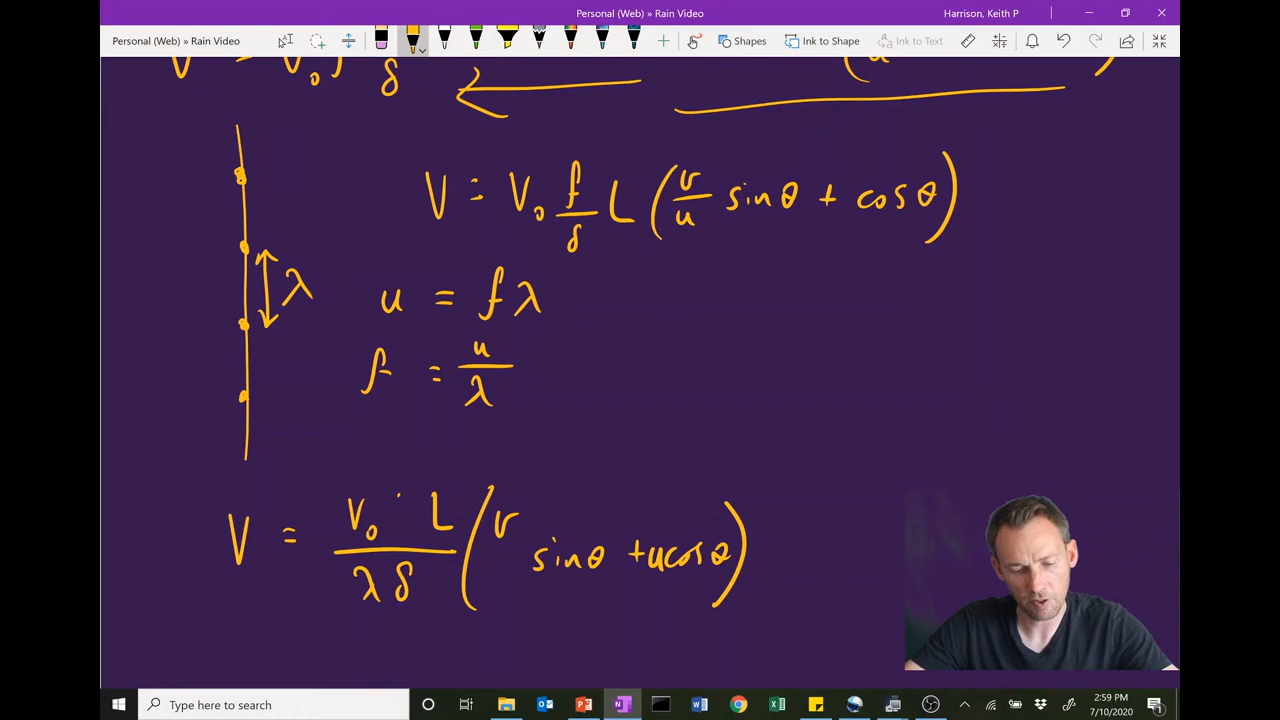 Personal (Web) » Rain Video
Harrison, Keith P
Personal (Web) » Rain Video
Shapes
Ink to Shape
Ink to Text
δ
V = V₀ f/δ L (v/u sinθ + cosθ)
λ
u = fλ
f = u/λ
V = V₀ L/λδ (v sinθ + ucosθ)
Type here to search
2:59 PM
7/10/2020